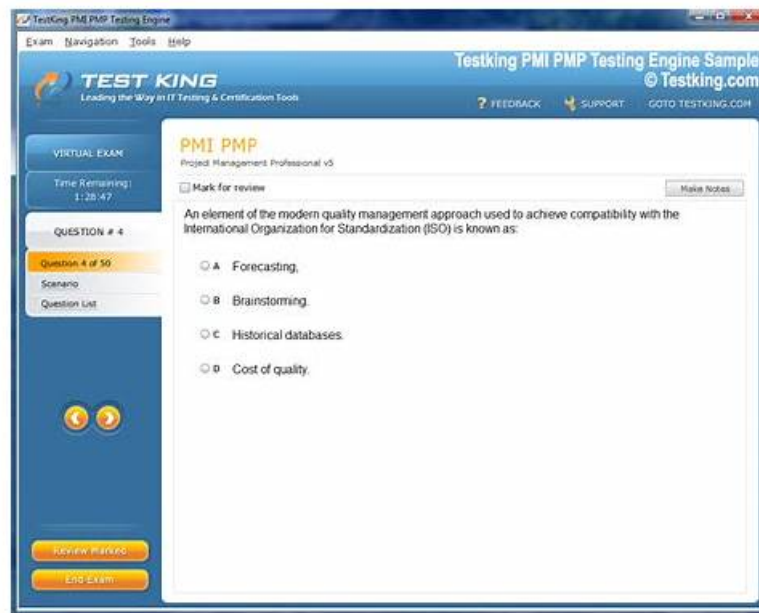 TestKing PMI PMP Testing Engine
Exam Navigation Tools Help
Testking PMI PMP Testing Engine Sample
© Testking.com
TEST KING
Leading the Way in IT Testing & Certification Tools
? FEEDBACK SUPPORT GOTO TESTKING.COM
VIRTUAL EXAM
Time Remaining:
1:28:47
QUESTION # 4
Question 4 of 50
Scenario
Question List
Review Marked
End Exam
PMI PMP
Project Management Professional v5
Mark for review
Make Notes
An element of the modern quality management approach used to achieve compatibility with the
International Organization for Standardization (ISO) is known as:
A Forecasting,
B Brainstorming.
C Historical databases.
D Cost of quality.